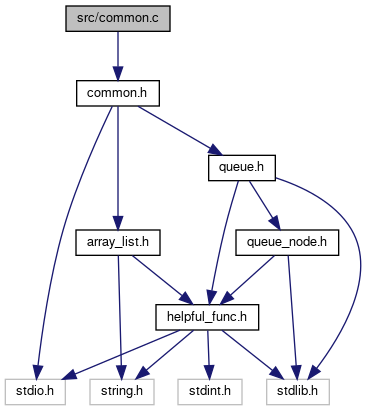 src/common.c
common.h
queue.h
array_list.h
queue_node.h
helpful_func.h
stdio.h
string.h
stdint.h
stdlib.h